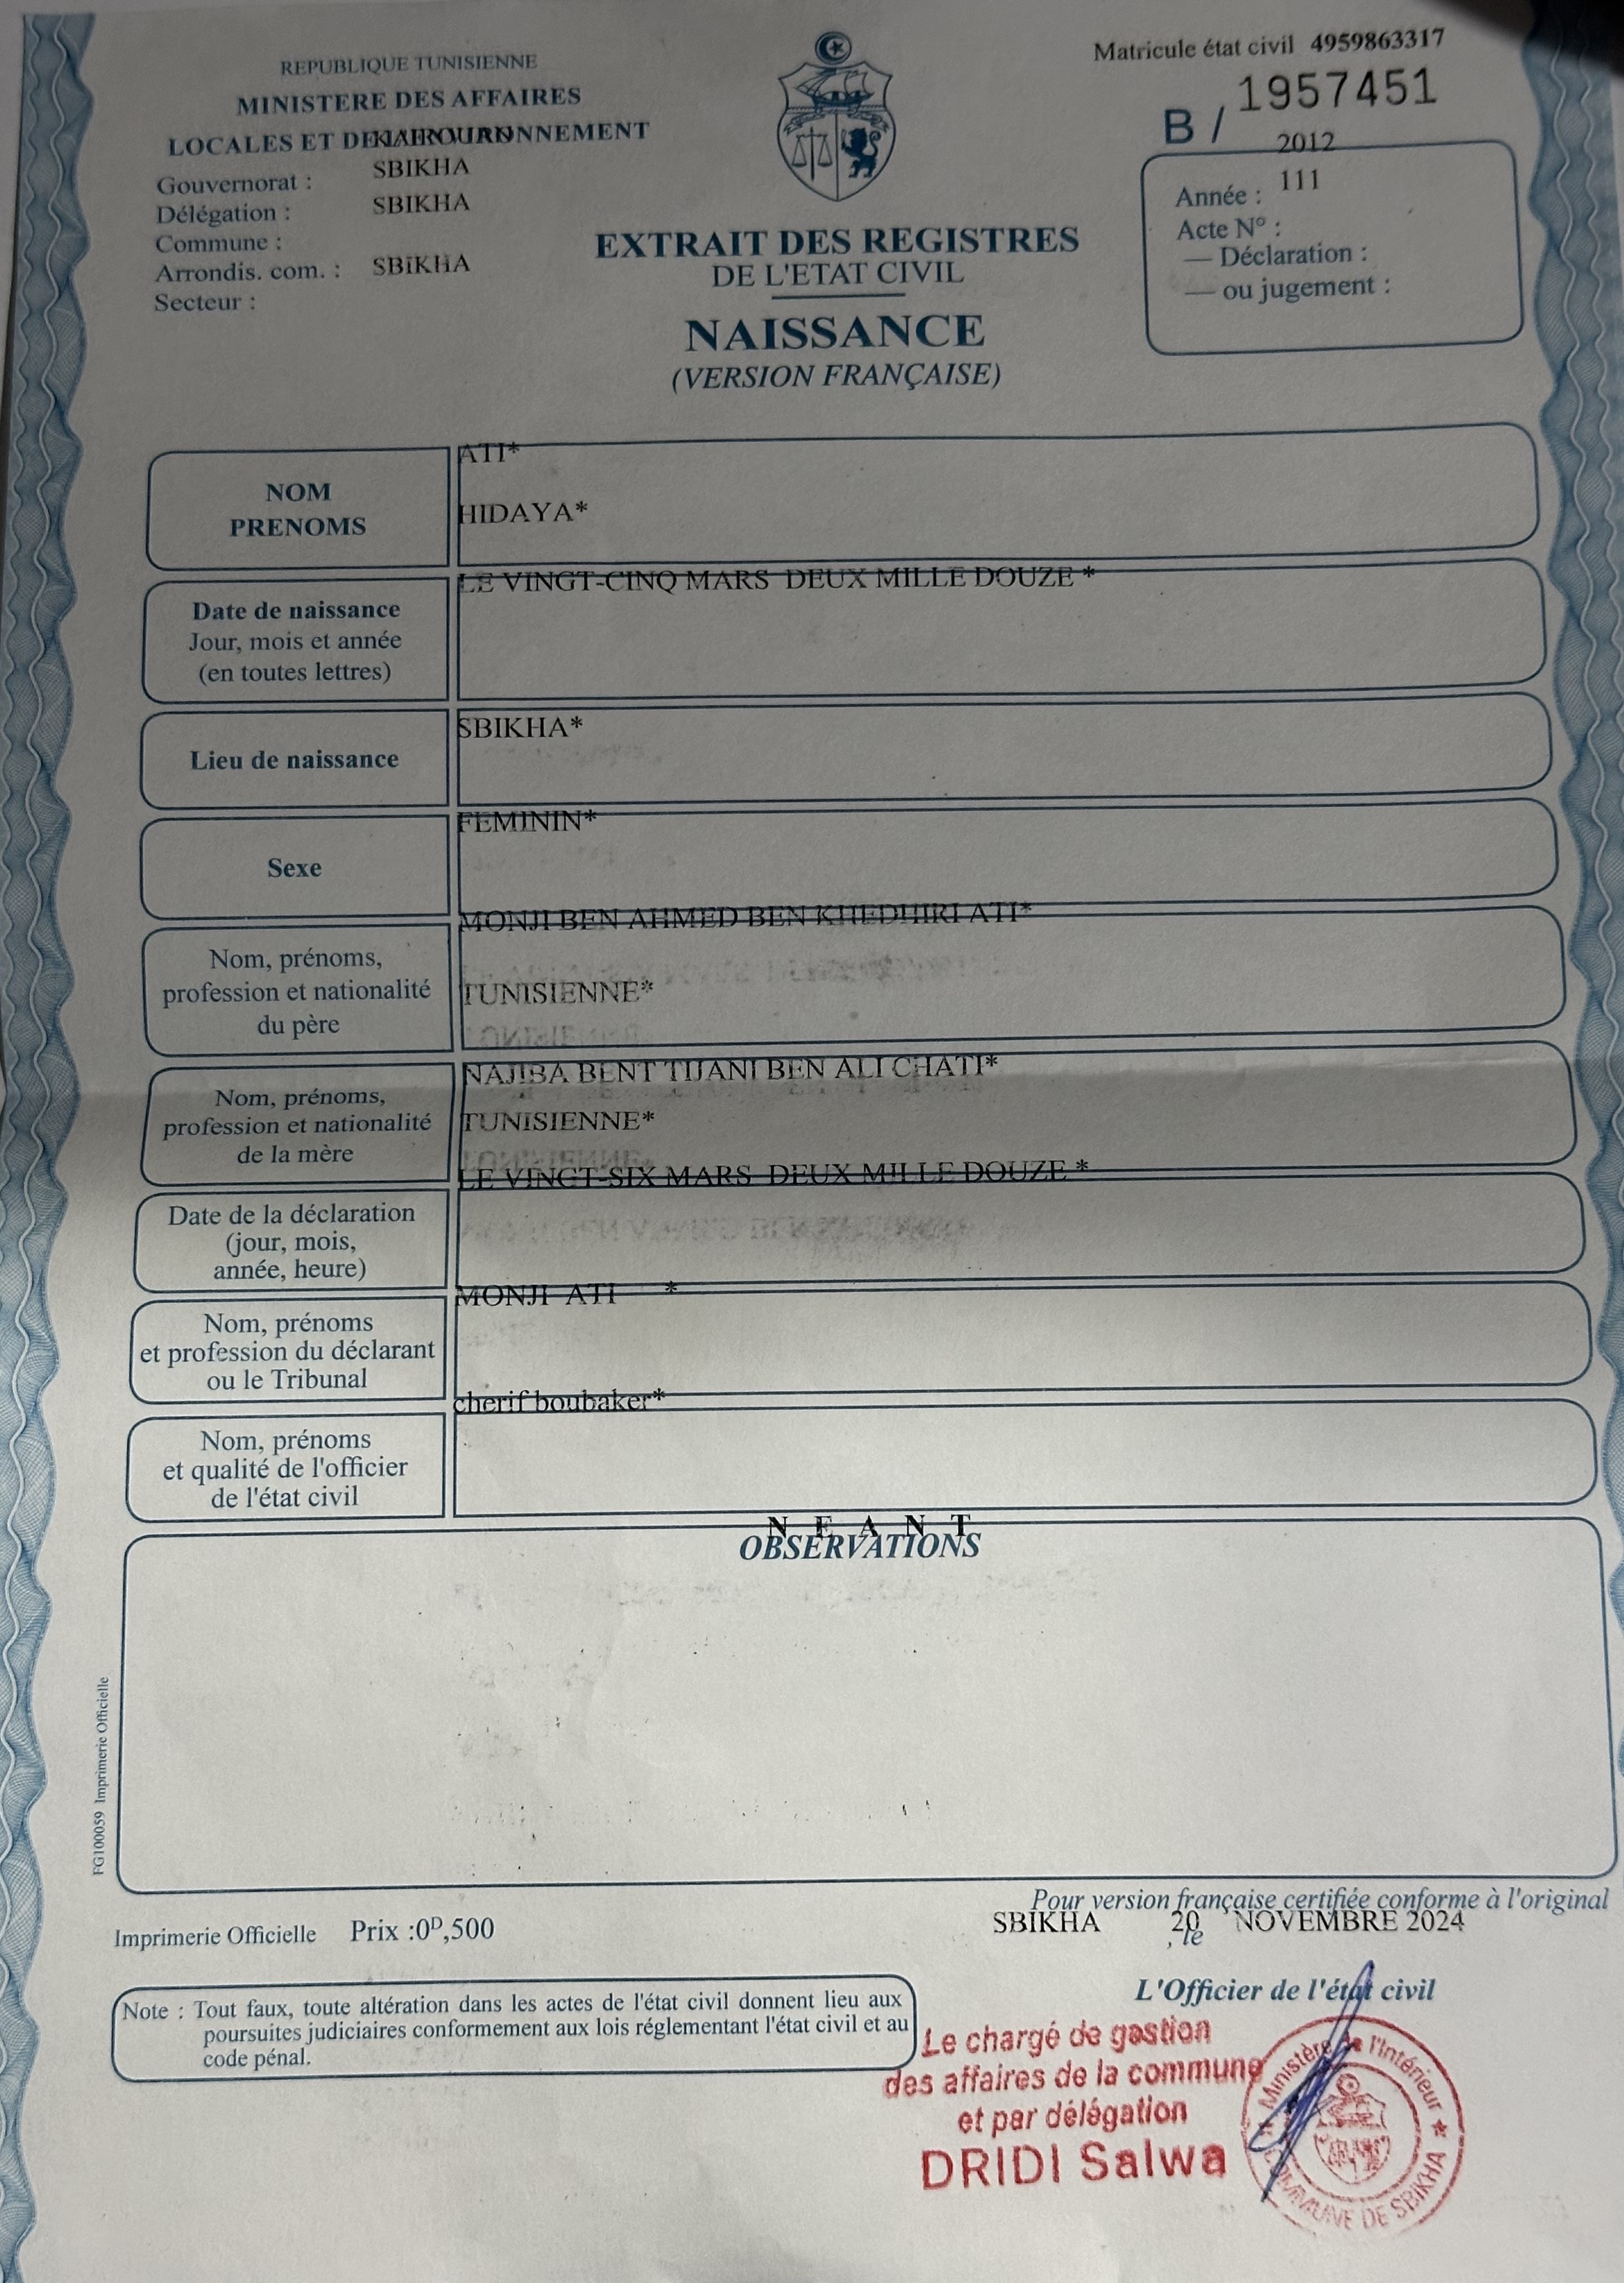 REPUBLIQUE TUNISIENNE
MINISTERE DES AFFAIRES
LOCALES ET DE L'ENVIRONNEMENT
KAIROUAN
Gouvernorat : SBIKHA
Délégation : SBIKHA
Commune :
Arrondis. com. : SBIKHA
Secteur :
EXTRAIT DES REGISTRES
DE L'ETAT CIVIL
NAISSANCE
(VERSION FRANÇAISE)
Matricule état civil 4959863317
B / 1957451
2012
Année : 111
Acte N° :
— Déclaration :
— ou jugement :
NOM
PRENOMS
ATI*
HIDAYA*
Date de naissance
Jour, mois et année
(en toutes lettres)
LE VINGT-CINQ MARS DEUX MILLE DOUZE *
Lieu de naissance
SBIKHA*
Sexe
FEMININ*
Nom, prénoms,
profession et nationalité
du père
MONJI BEN AHMED BEN KHEDHIRI ATI*
TUNISIENNE*
Nom, prénoms,
profession et nationalité
de la mère
NAJIBA BENT TIJANI BEN ALI CHATI*
TUNISIENNE*
Date de la déclaration
(jour, mois,
année, heure)
LE VINGT-SIX MARS DEUX MILLE DOUZE *
Nom, prénoms
et profession du déclarant
ou le Tribunal
MONJI ATI *
Nom, prénoms
et qualité de l'officier
de l'état civil
cherif boubaker*
N E A N T
OBSERVATIONS
FG100059 Imprimerie Officielle
Pour version française certifiée conforme à l'original
SBIKHA , le 20 NOVEMBRE 2024
Imprimerie Officielle Prix :0D,500
L'Officier de l'état civil
Note : Tout faux, toute altération dans les actes de l'état civil donnent lieu aux
poursuites judiciaires conformement aux lois réglementant l'état civil et au
code pénal.
Le chargé de gestion
des affaires de la commune
et par délégation
DRIDI Salwa
Ministère de l'Intérieur ★
COMMUNE DE SBIKHA